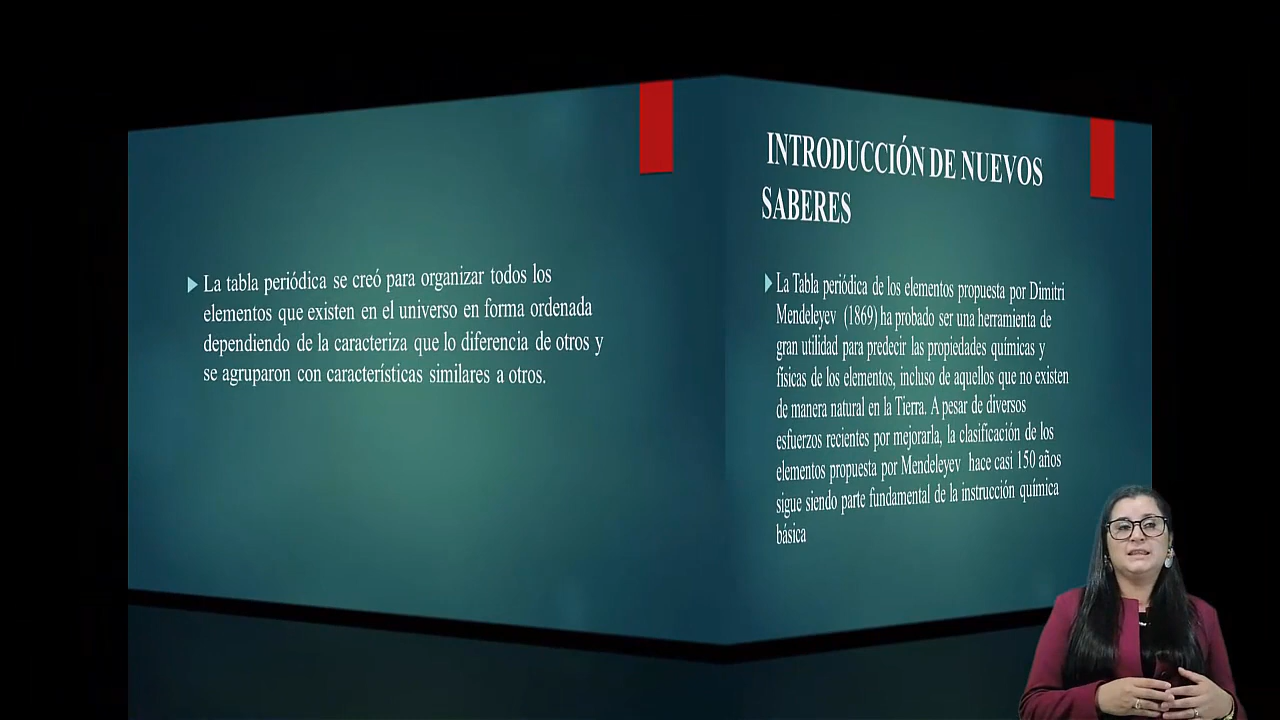 La tabla periódica se creó para organizar todos los
elementos que existen en el universo en forma ordenada
dependiendo de la caracteriza que lo diferencia de otros y
se agruparon con características similares a otros.
INTRODUCCIÓN DE NUEVOS
SABERES
La Tabla periódica de los elementos propuesta por Dimitri
Mendeleyev (1869) ha probado ser una herramienta de
gran utilidad para predecir las propiedades químicas y
físicas de los elementos, incluso de aquellos que no existen
de manera natural en la Tierra. A pesar de diversos
esfuerzos recientes por mejorarla, la clasificación de los
elementos propuesta por Mendeleyev hace casi 150 años
sigue siendo parte fundamental de la instrucción química
básica